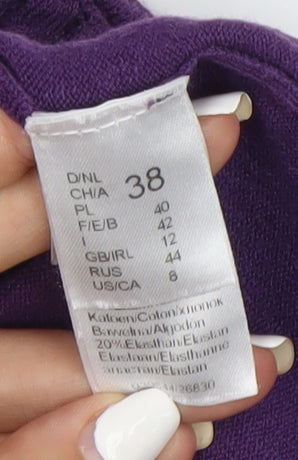 D/NL
CH/A 38
PL
F/E/B 40
I 42
GB/IRL 12
RUS 44
US/CA 8
Katoen/Coton/
Bawełna/Algodon
20%Elasthan/Elastan
Elastaan/Elasthanne
/Elastan
26830